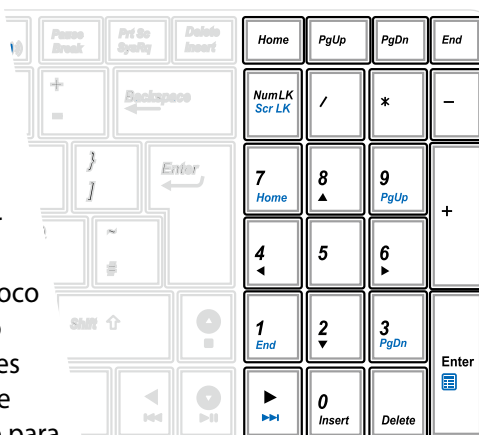 Pause Prt Sc Delete Home PgUp PgDn End
Break SysRq Insert
+ Backspace NumLK / * -
= Scr LK
} Enter 7 8 9 +
] Home PgUp
~ 4 5 6
#
oco
Shift 1 2 3 Enter
End PgDn
es
e 0
Insert Delete
para